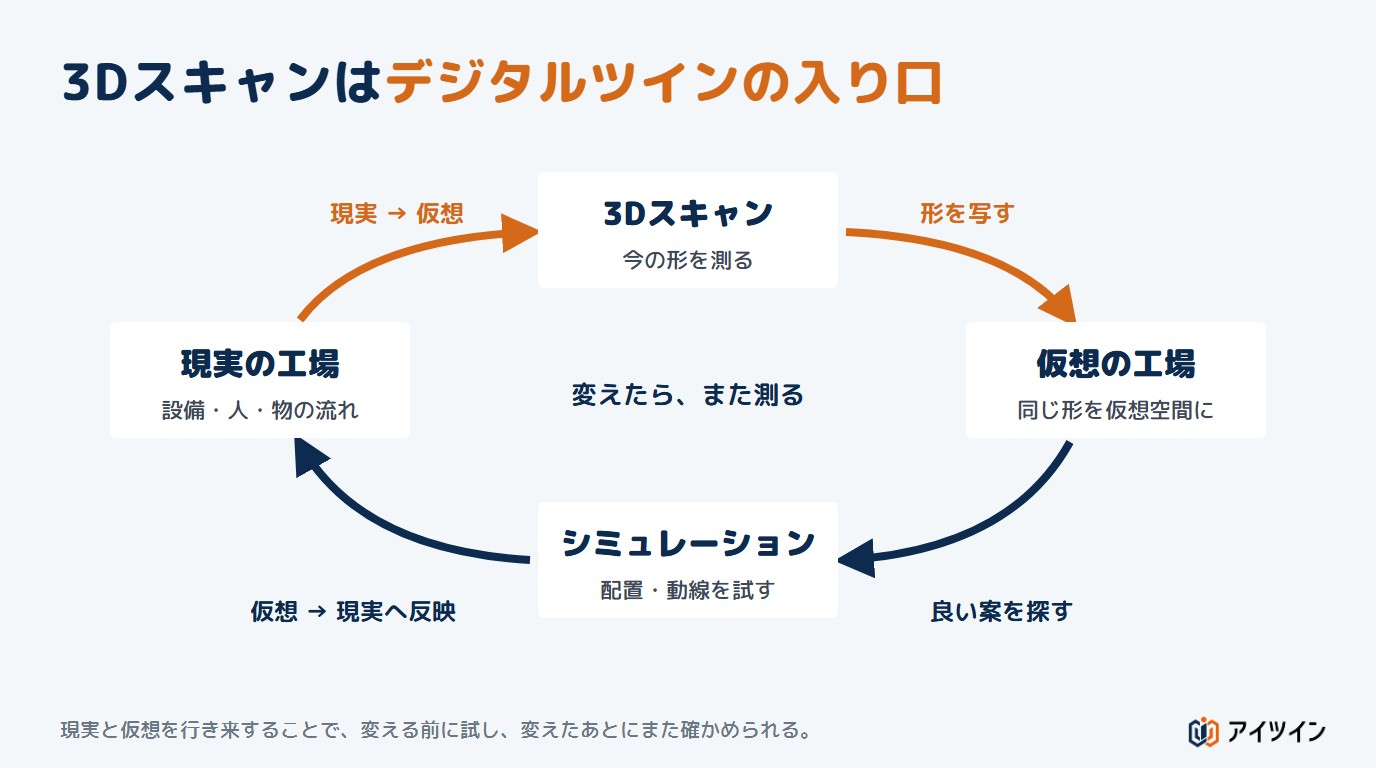 3Dスキャンはデジタルツインの入り口
現実 → 仮想
3Dスキャン
今の形を測る
形を写す
現実の工場
設備・人・物の流れ
変えたら、また測る
仮想の工場
同じ形を仮想空間に
シミュレーション
配置・動線を試す
仮想 → 現実へ反映
良い案を探す
現実と仮想を行き来することで、変える前に試し、変えたあとにまた確かめられる。
アイツイン